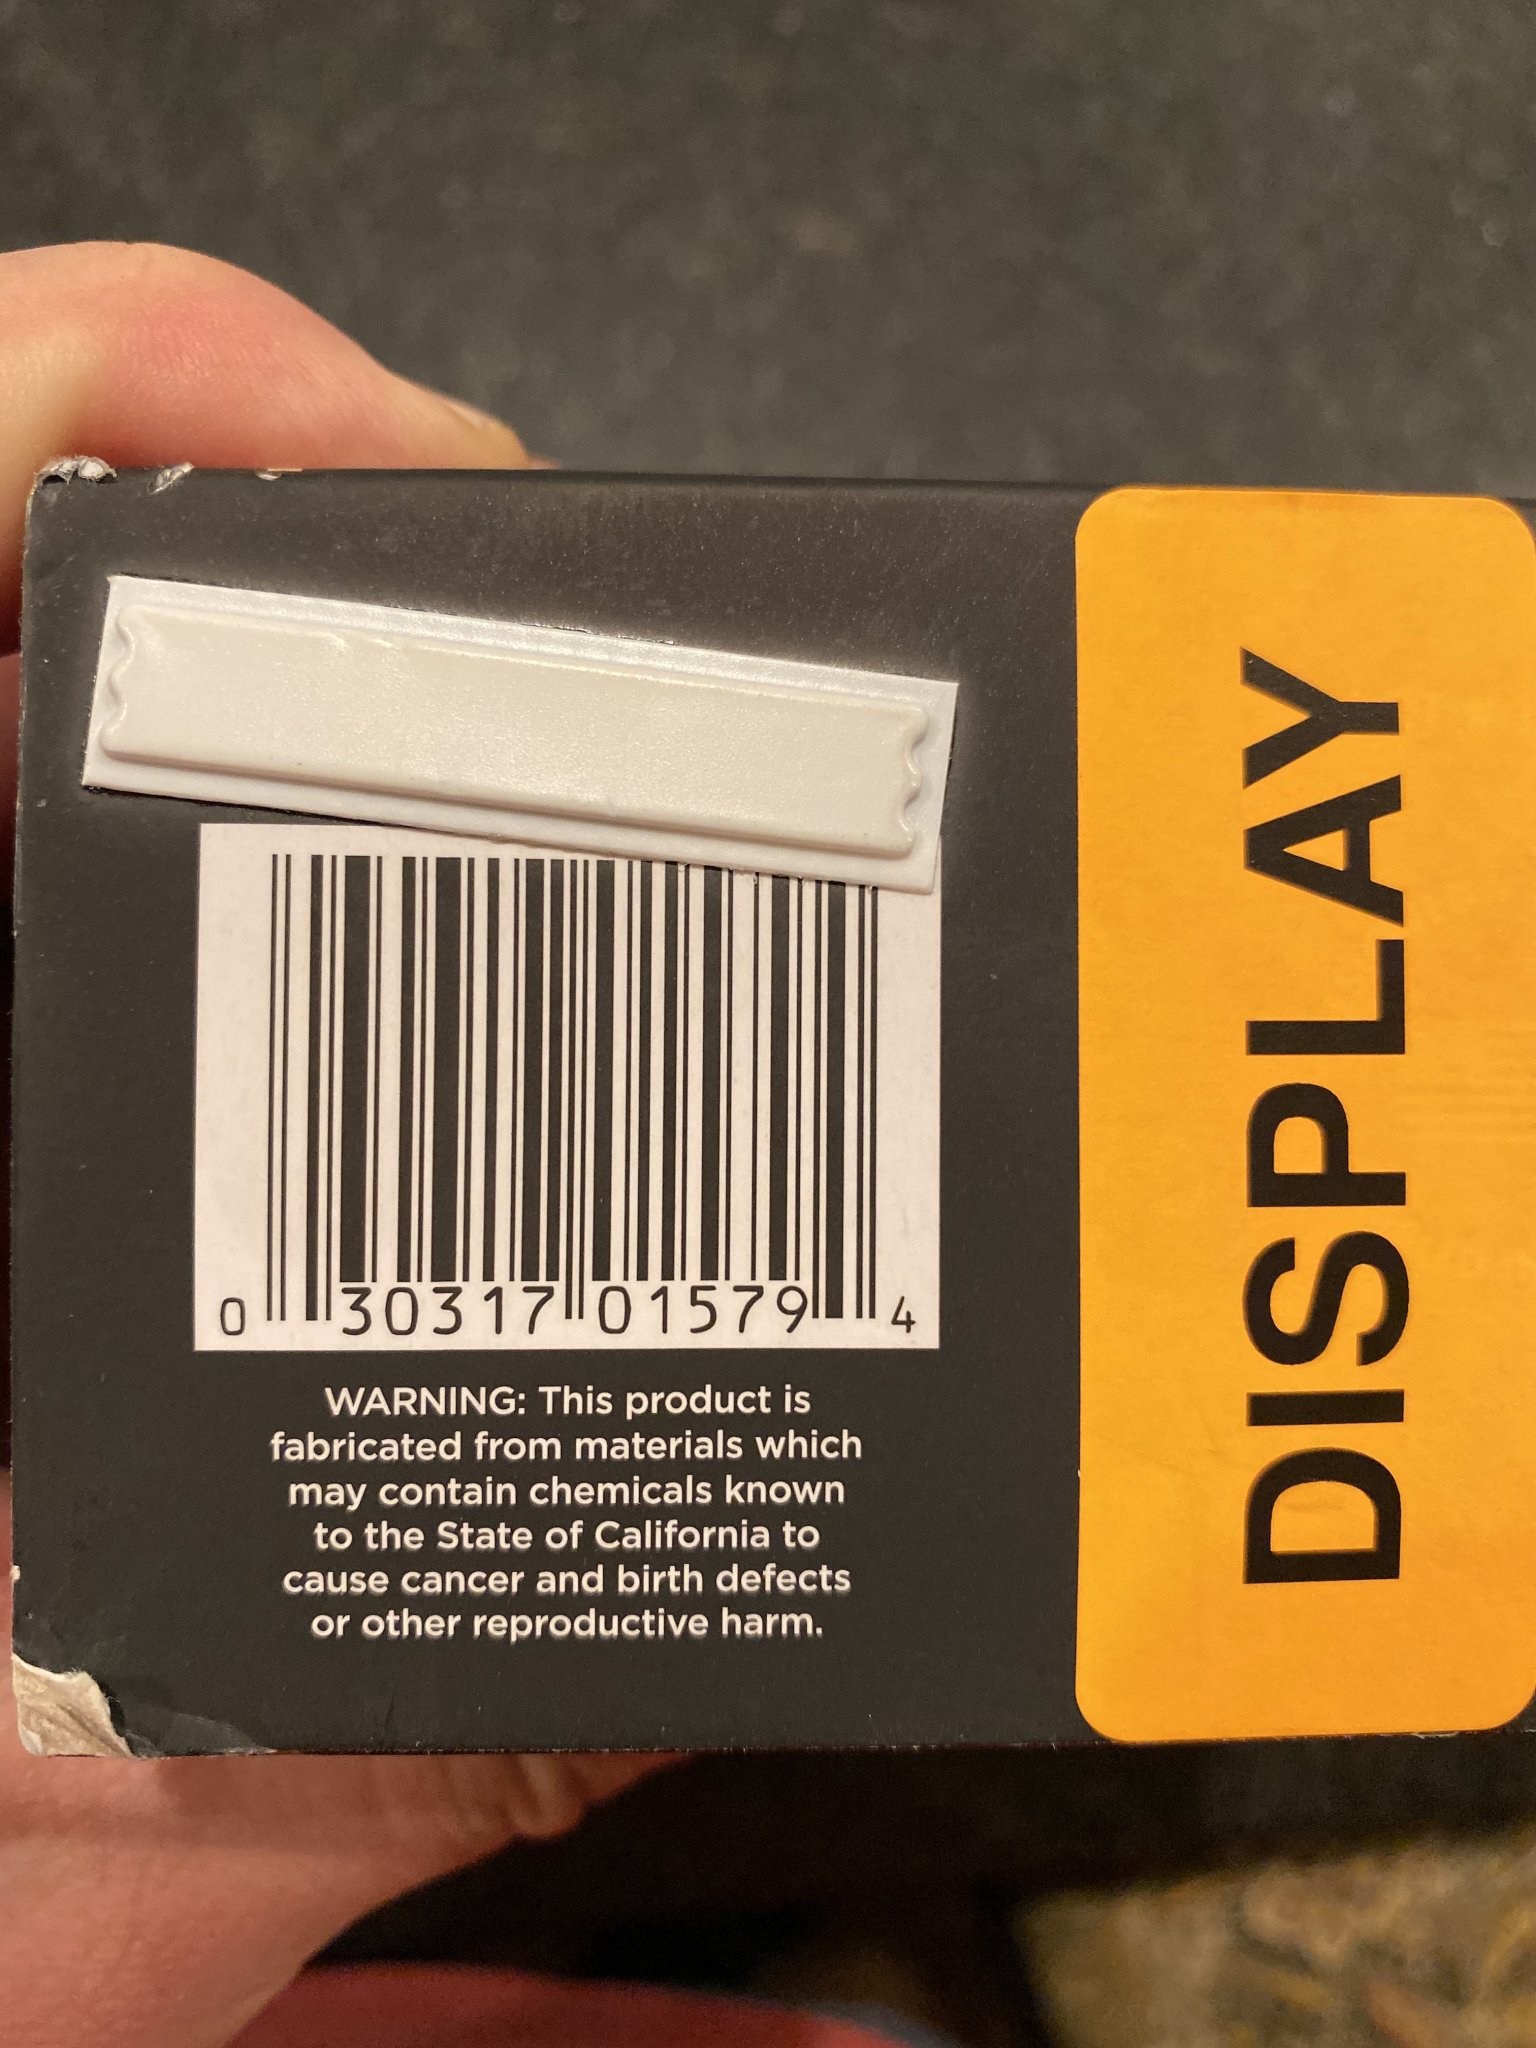 0 30317 01579 4
WARNING: This product is
fabricated from materials which
may contain chemicals known
to the State of California to
cause cancer and birth defects
or other reproductive harm.
DISPLAY